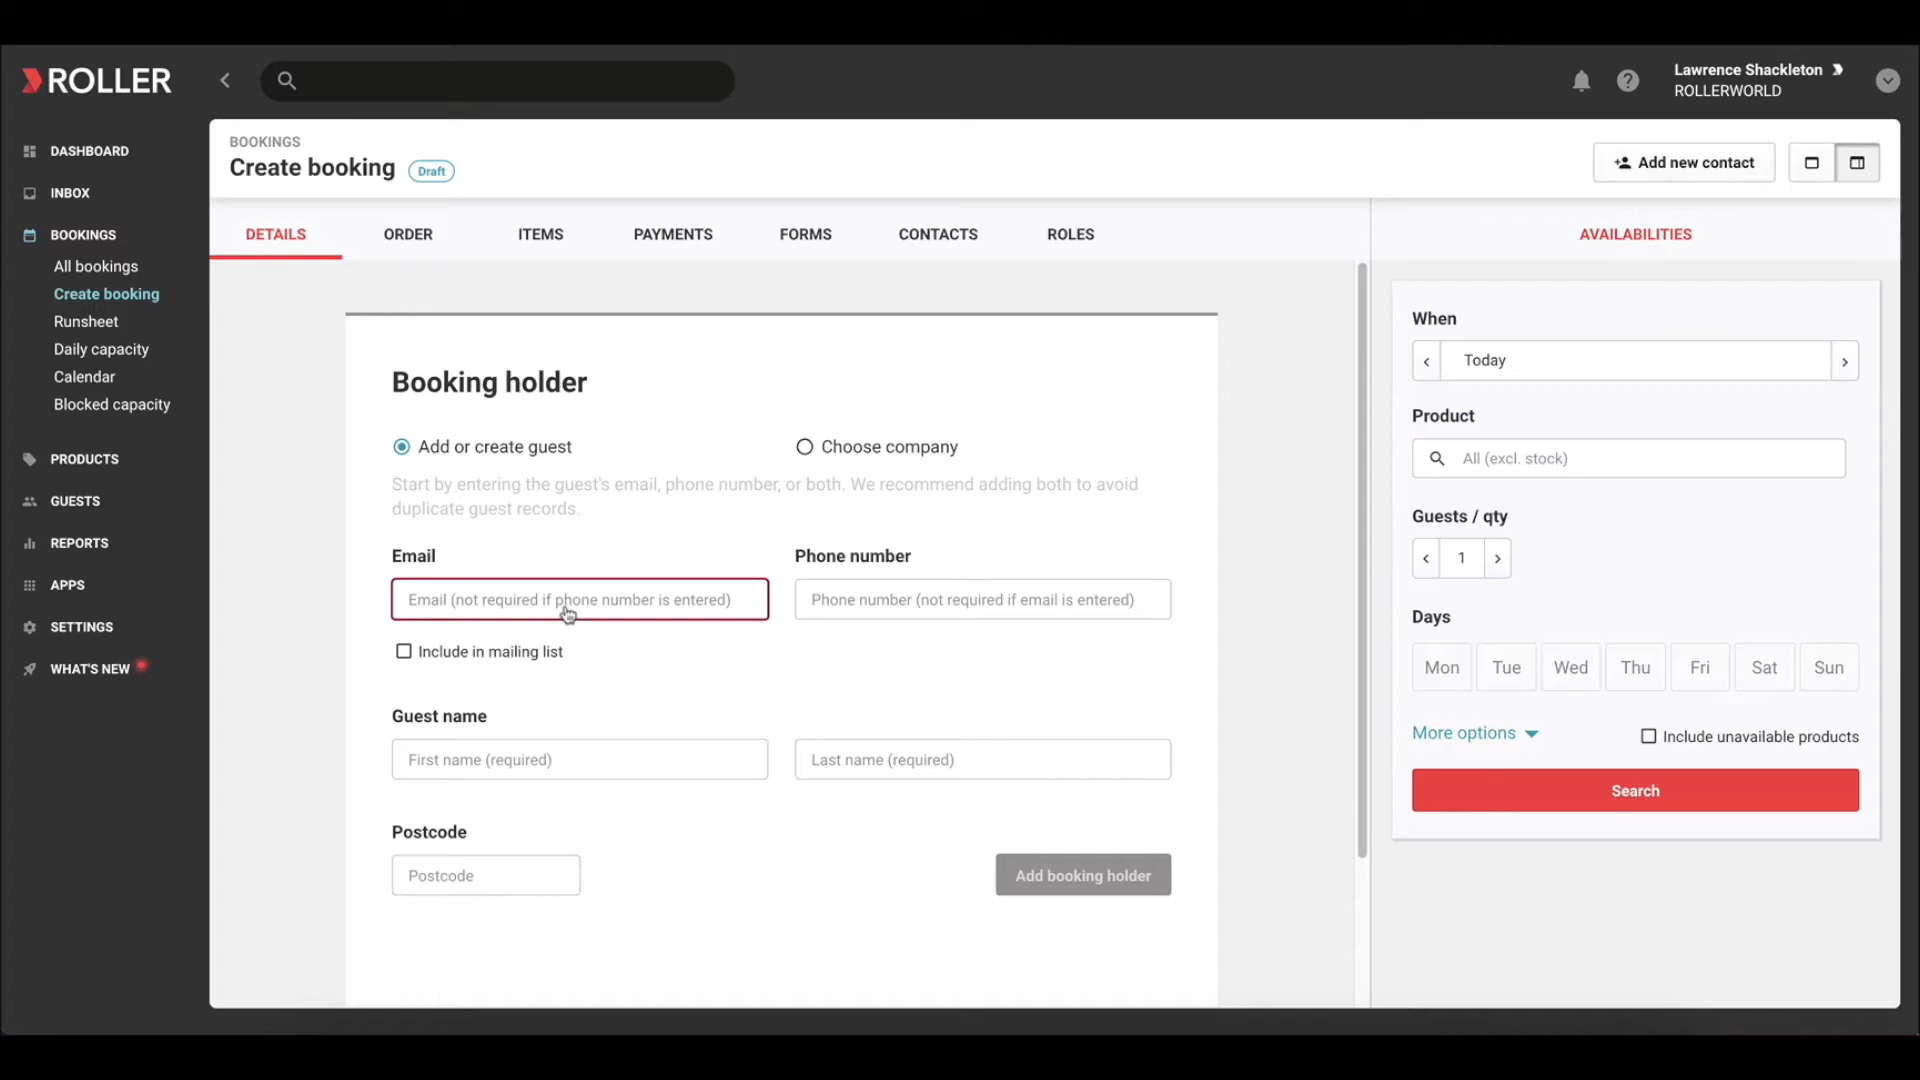 ROLLER
Lawrence Shackleton
ROLLERWORLD
DASHBOARD
INBOX
BOOKINGS
All bookings
Create booking
Runsheet
Daily capacity
Calendar
Blocked capacity
PRODUCTS
GUESTS
REPORTS
APPS
SETTINGS
WHAT'S NEW
BOOKINGS
Create booking
Draft
Add new contact
DETAILS
ORDER
ITEMS
PAYMENTS
FORMS
CONTACTS
ROLES
Booking holder
Add or create guest
Choose company
Start by entering the guest's email, phone number, or both. We recommend adding both to avoid
duplicate guest records.
Email
Phone number
Email (not required if phone number is entered)
Phone number (not required if email is entered)
Include in mailing list
Guest name
First name (required)
Last name (required)
Postcode
Postcode
Add booking holder
AVAILABILITIES
When
Today
Product
All (excl. stock)
Guests / qty
1
Days
Mon
Tue
Wed
Thu
Fri
Sat
Sun
More options
Include unavailable products
Search